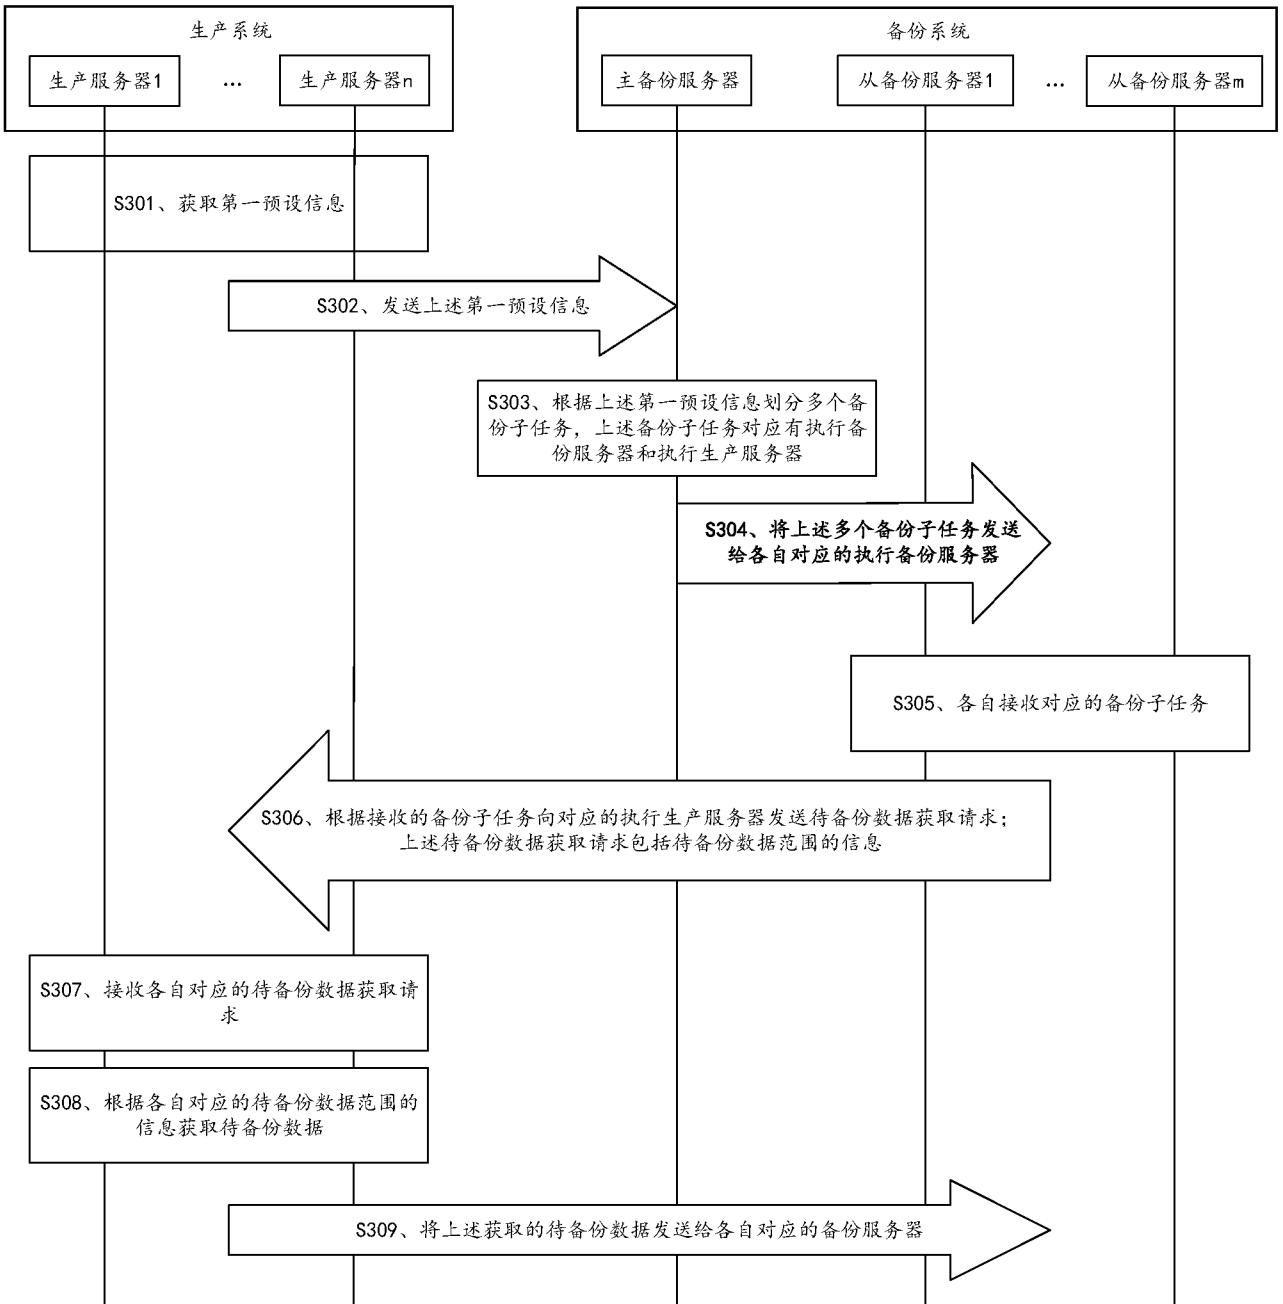 生产系统
备份系统
生产服务器1
...
生产服务器n
主备份服务器
从备份服务器1
...
从备份服务器m
S301、获取第一预设信息
S302、发送上述第一预设信息
S303、根据上述第一预设信息划分多个备
份子任务，上述备份子任务对应有执行备
份服务器和执行生产服务器
S304、将上述多个备份子任务发送
给各自对应的执行备份服务器
S305、各自接收对应的备份子任务
S306、根据接收的备份子任务向对应的执行生产服务器发送待备份数据获取请求；
上述待备份数据获取请求包括待备份数据范围的信息
S307、接收各自对应的待备份数据获取请
求
S308、根据各自对应的待备份数据范围的
信息获取待备份数据
S309、将上述获取的待备份数据发送给各自对应的备份服务器